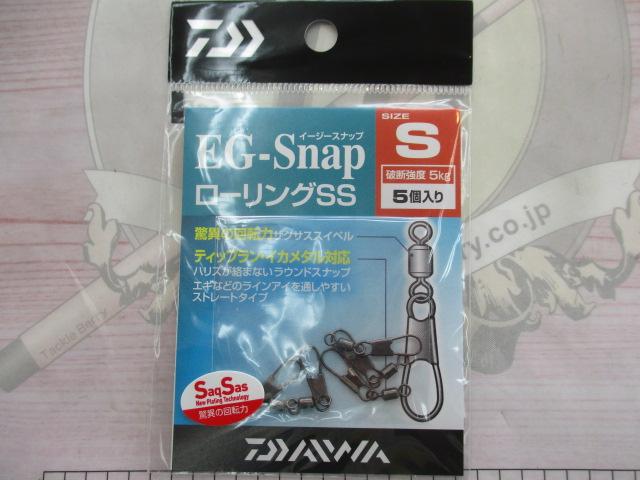 イージースナップ
EG-Snap
ローリングSS
SIZE
S
破断強度 5kg
5個入り
驚異の回転力 サクサススイベル
ティップラン・イカメタル対応
ハリスが絡まない ラウンドスナップ
エギなどのラインアイを通しやすい
ストレートタイプ
SaqSas
New Plating Technology
驚異の回転力
DAIWA
Tackle Berry
rry.co.jp